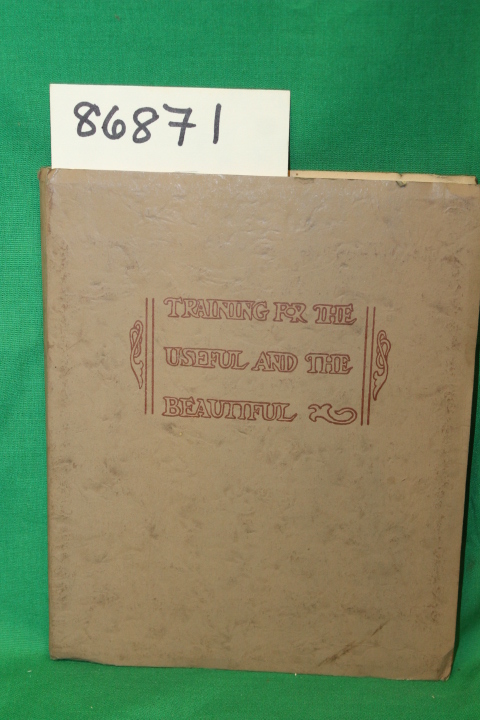 86871
TRAINING FOR THE
USEFUL AND THE
BEAUTIFUL